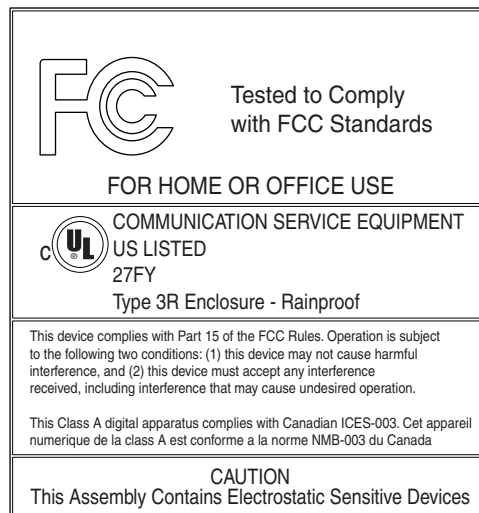 FCC
Tested to Comply
with FCC Standards
FOR HOME OR OFFICE USE
COMMUNICATION SERVICE EQUIPMENT
C UL ® US LISTED
27FY
Type 3R Enclosure - Rainproof
This device complies with Part 15 of the FCC Rules. Operation is subject
to the following two conditions: (1) this device may not cause harmful
interference, and (2) this device must accept any interference
received, including interference that may cause undesired operation.
This Class A digital apparatus complies with Canadian ICES-003. Cet appareil
numerique de la class A est conforme a la norme NMB-003 du Canada
CAUTION
This Assembly Contains Electrostatic Sensitive Devices